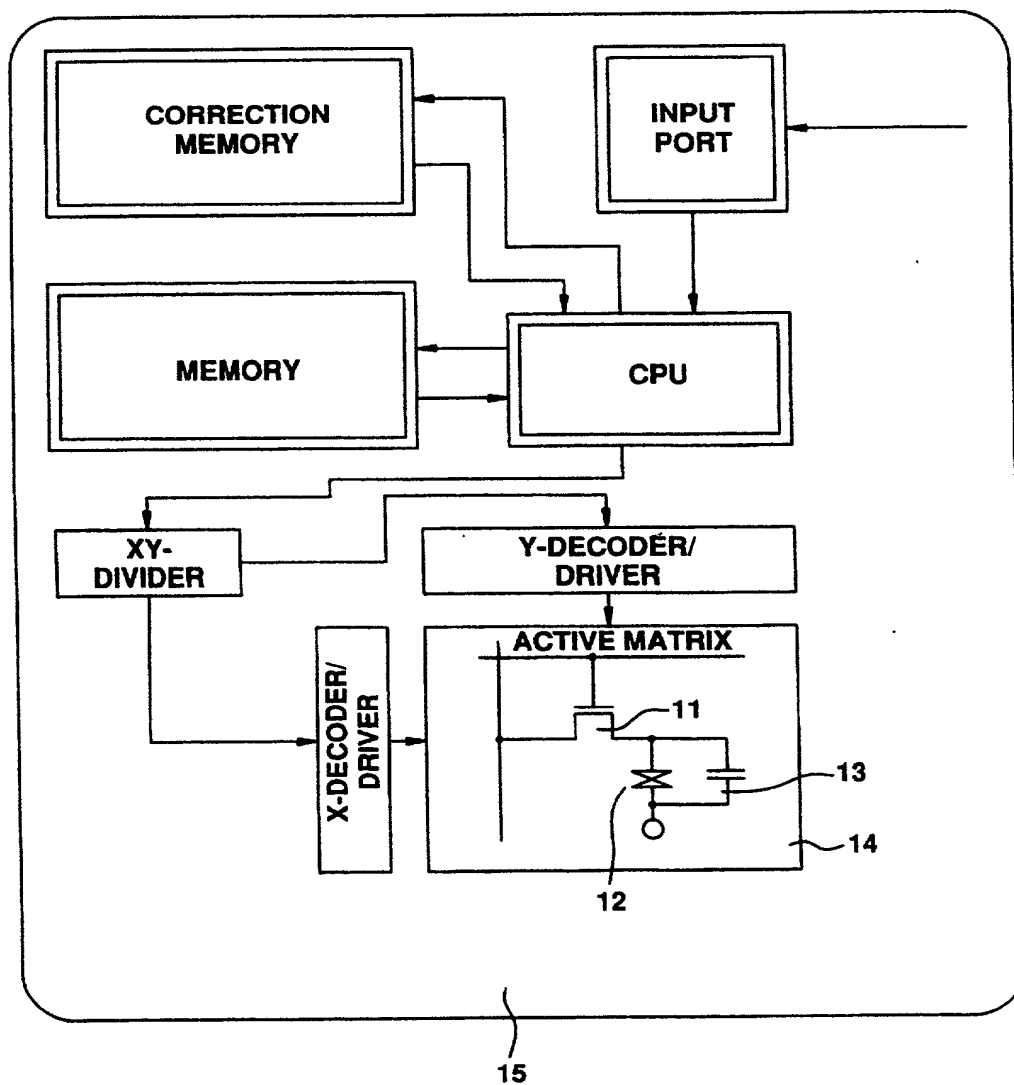 CORRECTION
MEMORY
INPUT
PORT
MEMORY
CPU
XY-
DIVIDER
Y-DECODER/
DRIVER
X-DECODER/
DRIVER
ACTIVE MATRIX
11
13
12
14
15